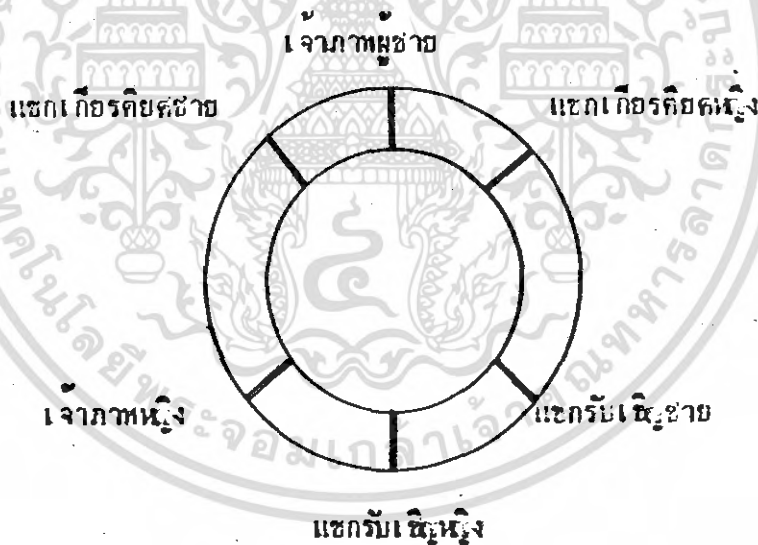 เจ้าภาพผู้ชาย
แขกเกียรติยศชาย
แขกเกียรติยศหญิง
เจ้าภาพหญิง
แขกรับเชิญชาย
แขกรับเชิญหญิง